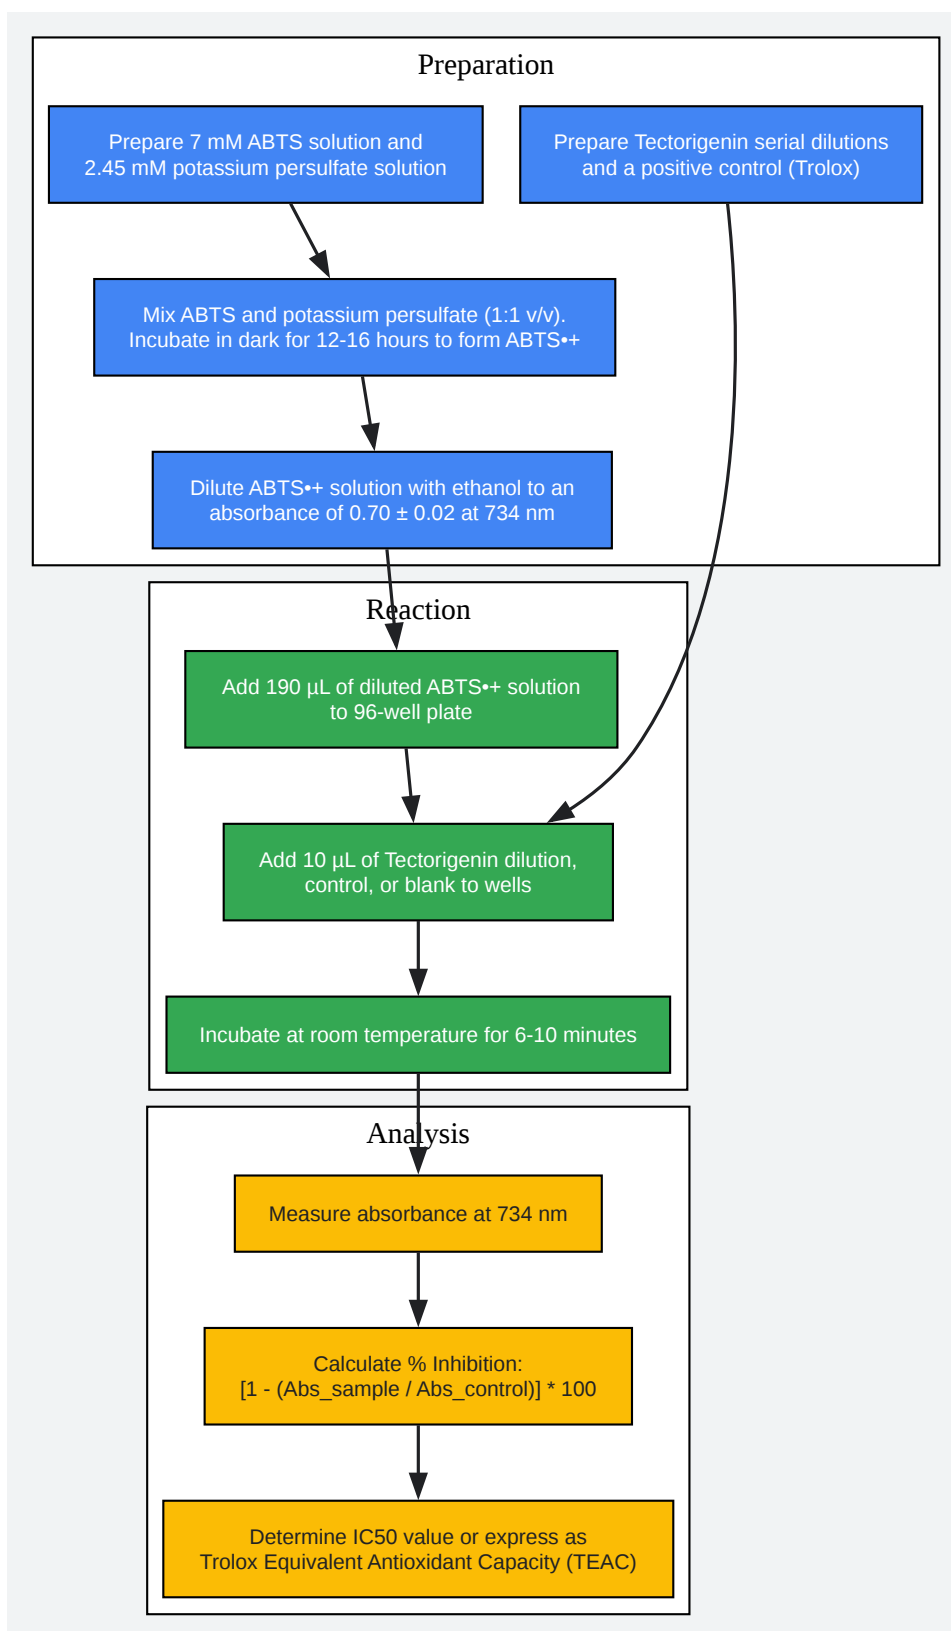 Preparation
Prepare 7 mM ABTS solution and
2.45 mM potassium persulfate solution
Prepare Tectorigenin serial dilutions
and a positive control (Trolox)
Mix ABTS and potassium persulfate (1:1 v/v).
Incubate in dark for 12-16 hours to form ABTS•+
Dilute ABTS•+ solution with ethanol to an
absorbance of 0.70 ± 0.02 at 734 nm
Reaction
Add 190 µL of diluted ABTS•+ solution
to 96-well plate
Add 10 µL of Tectorigenin dilution,
control, or blank to wells
Incubate at room temperature for 6-10 minutes
Analysis
Measure absorbance at 734 nm
Calculate % Inhibition:
[1 - (Abs_sample / Abs_control)] * 100
Determine IC50 value or express as
Trolox Equivalent Antioxidant Capacity (TEAC)